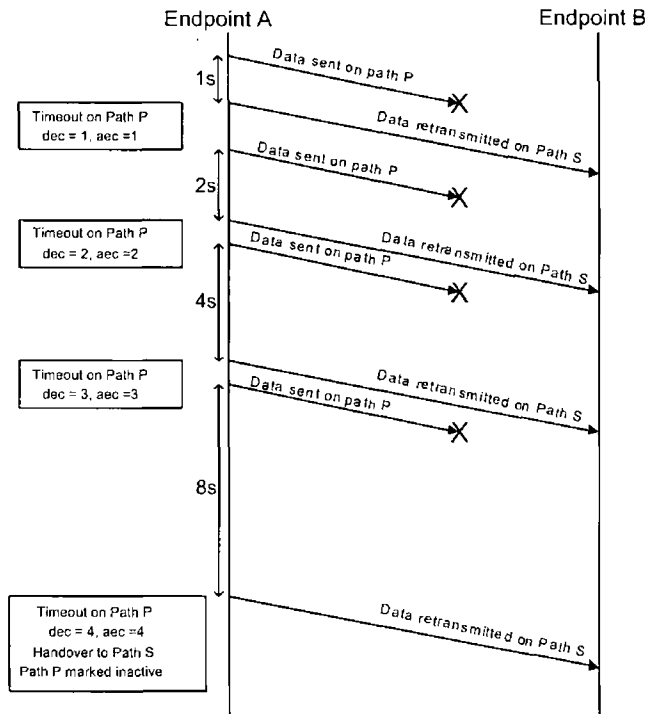 Endpoint A
Endpoint B
Data sent on path P
1s
Timeout on Path P
dec = 1, aec =1
Data retransmitted on Path S
Data sent on path P
2s
Timeout on Path P
dec = 2, aec =2
Data retransmitted on Path S
Data sent on path P
4s
Timeout on Path P
dec = 3, aec =3
Data retransmitted on Path S
Data sent on path P
8s
Timeout on Path P
dec = 4, aec =4
Handover to Path S
Path P marked inactive
Data retransmitted on Path S